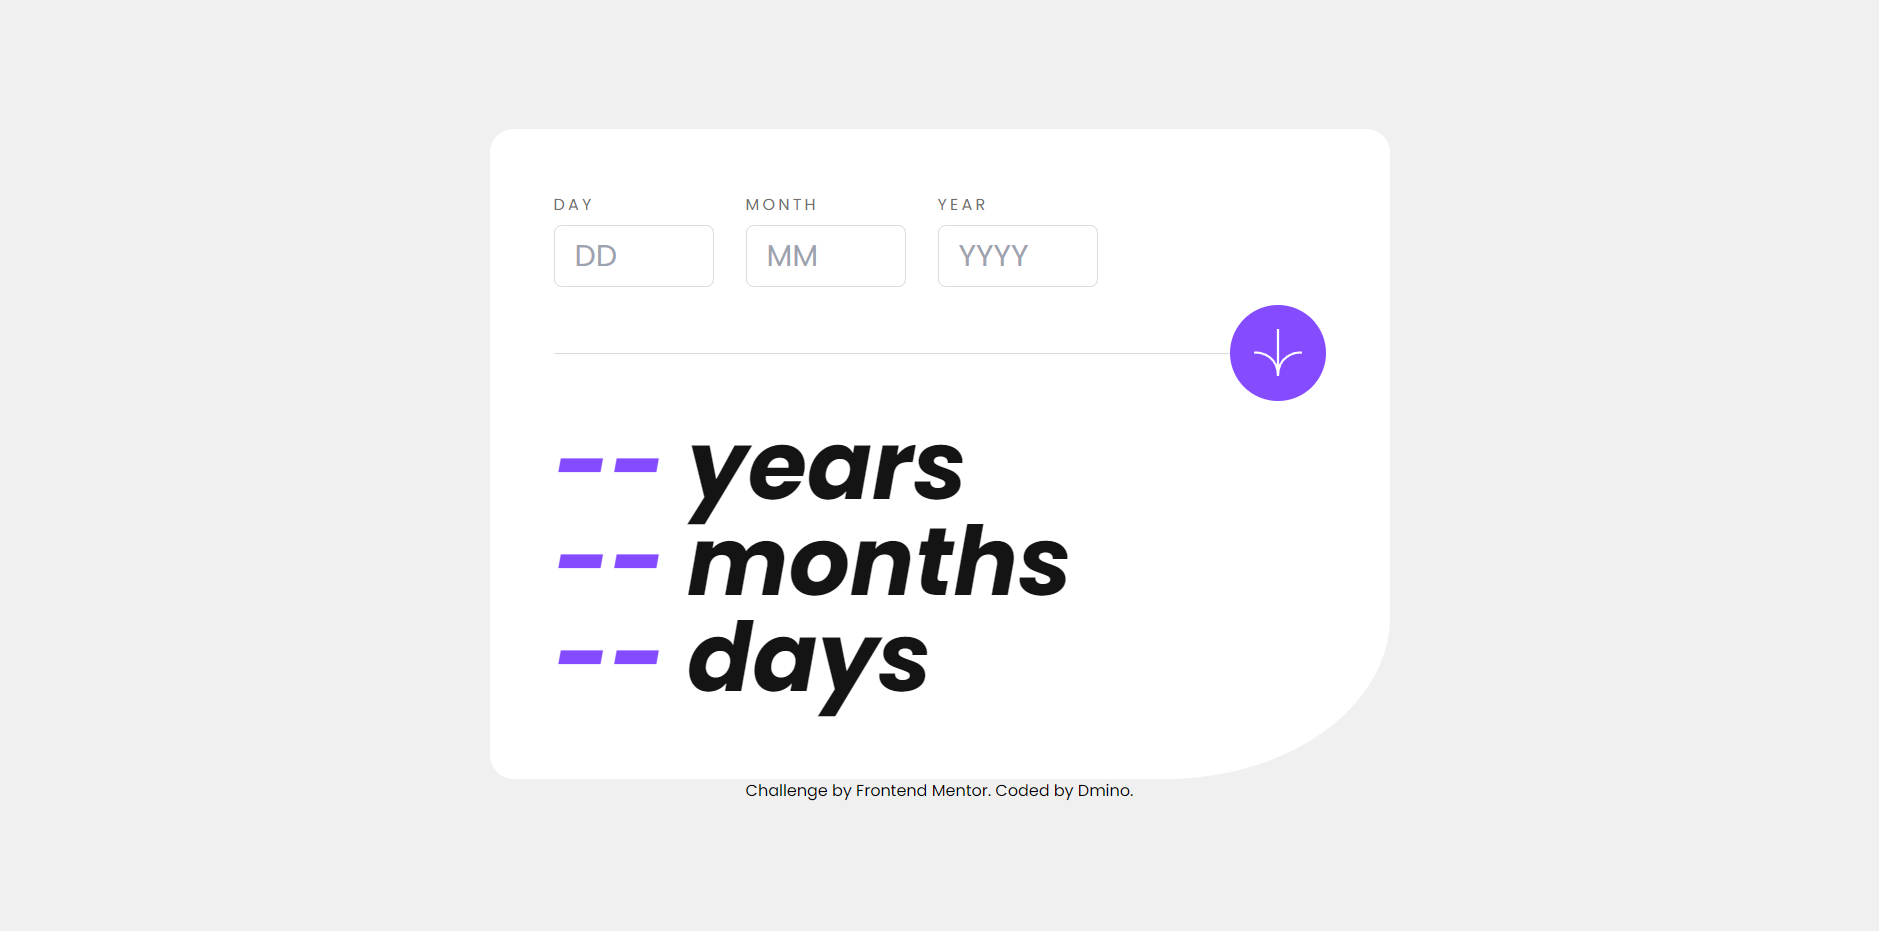 DAY MONTH YEAR
DD MM YYYY
-- years
-- months
-- days
Challenge by Frontend Mentor. Coded by Dmino.